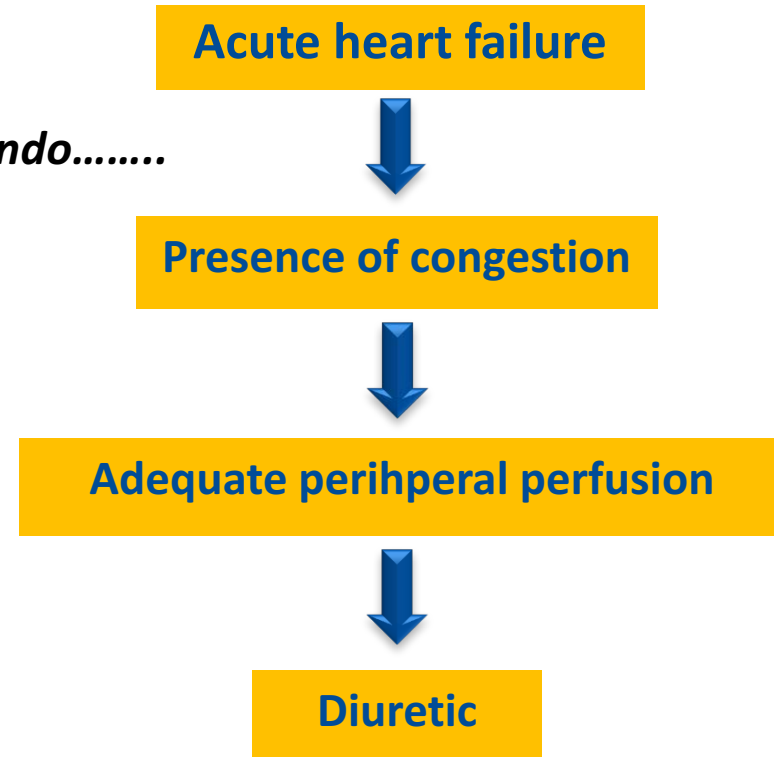 Acute heart failure
ndo........
Presence of congestion
Adequate perihperal perfusion
Diuretic